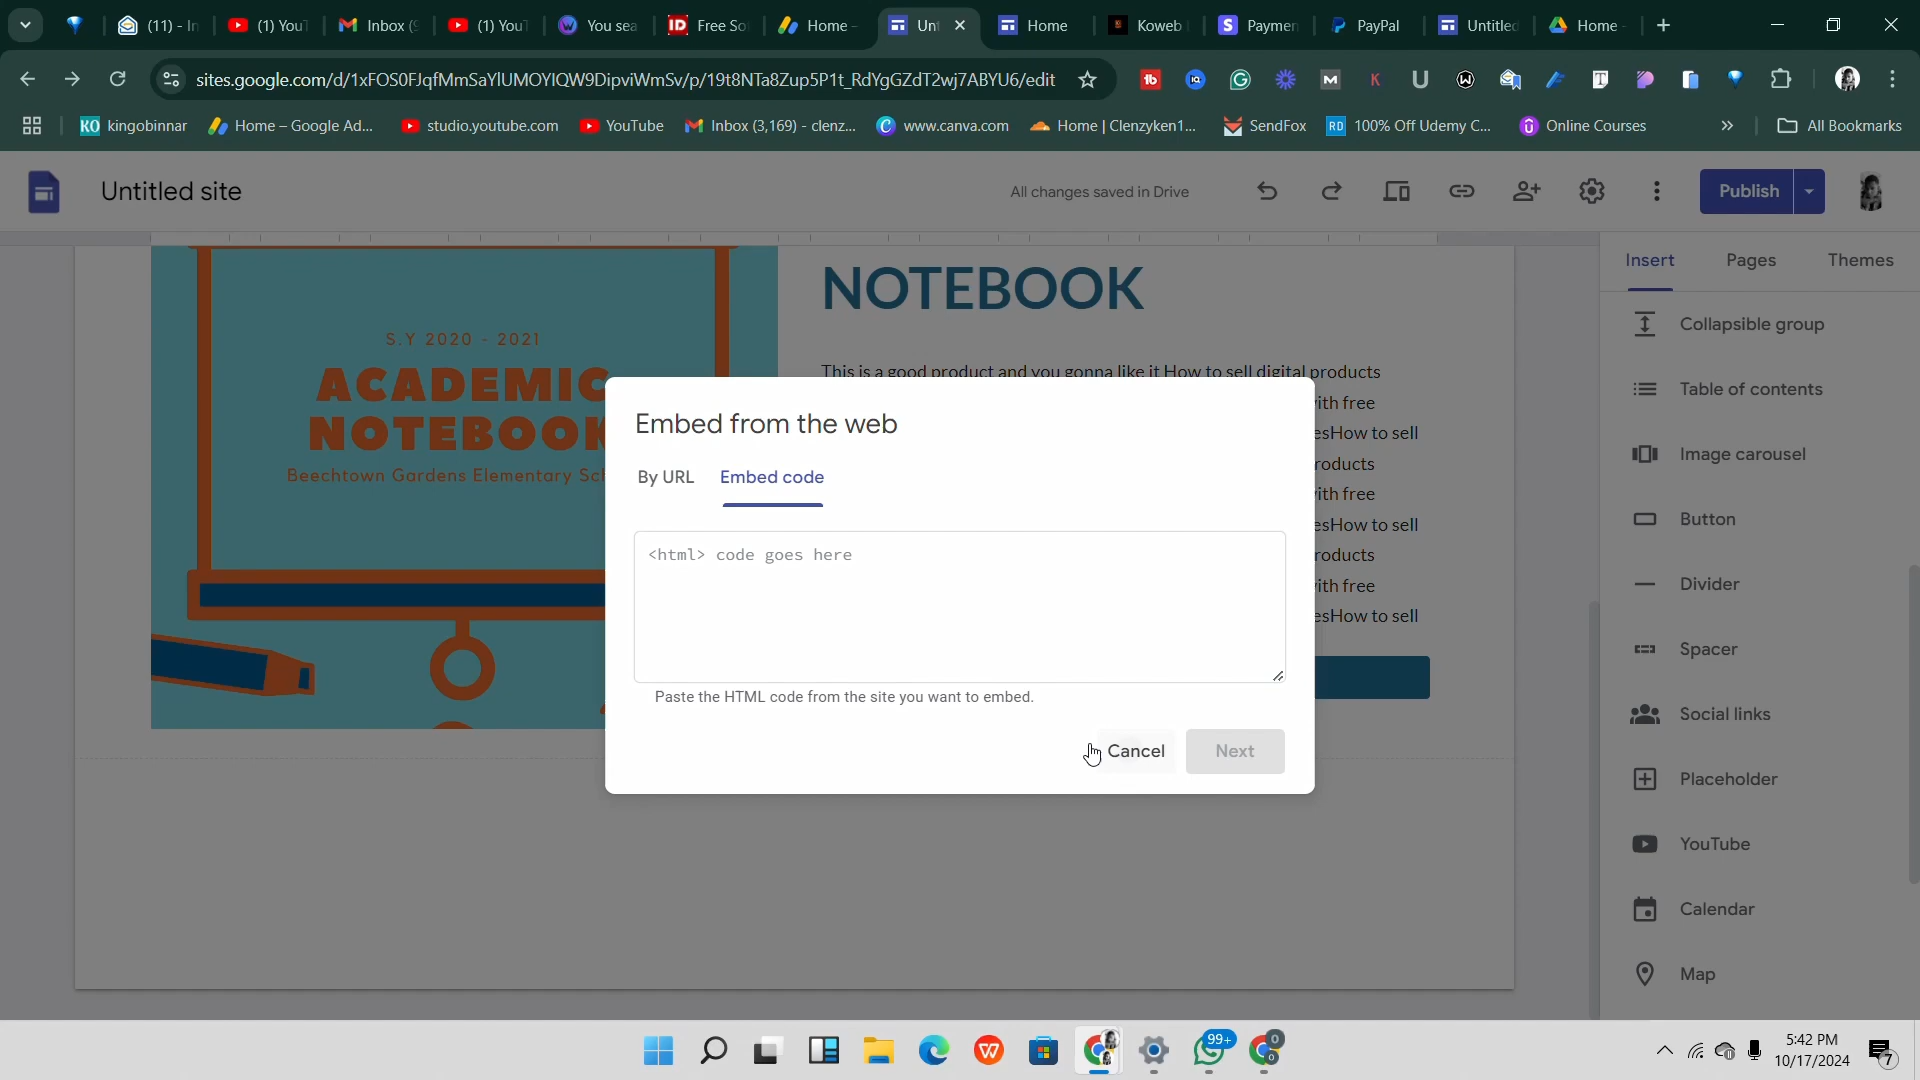 (11) - In
(1) YouT
Inbox (9
(1) YouT
You sea
Free So
Home -
Unt
Home
Koweb
Paymen
PayPal
Untitled
Home -
sites.google.com/d/1xFOS0FJqfMmSaYlUMOYIQW9DipviWmSv/p/19t8NTa8Zup5P1t_RdYgGZdT2wj7ABYU6/edit
kingobinnar
Home – Google Ad...
studio.youtube.com
YouTube
Inbox (3,169) - clenz...
www.canva.com
Home | Clenzyken1...
SendFox
100% Off Udemy C...
Online Courses
All Bookmarks
Untitled site
All changes saved in Drive
Publish
Insert
Pages
Themes
S.Y 2020 - 2021
ACADEMIC
NOTEBOOK
Beechtown Gardens Elementary Sch
NOTEBOOK
This is a good product and you gonna like it How to sell digital products
ith free
esHow to sell
roducts
ith free
esHow to sell
roducts
ith free
esHow to sell
Embed from the web
By URL
Embed code
<html> code goes here
Paste the HTML code from the site you want to embed.
Cancel
Next
Collapsible group
Table of contents
Image carousel
Button
Divider
Spacer
Social links
Placeholder
YouTube
Calendar
Map
99+
5:42 PM
10/17/2024
7